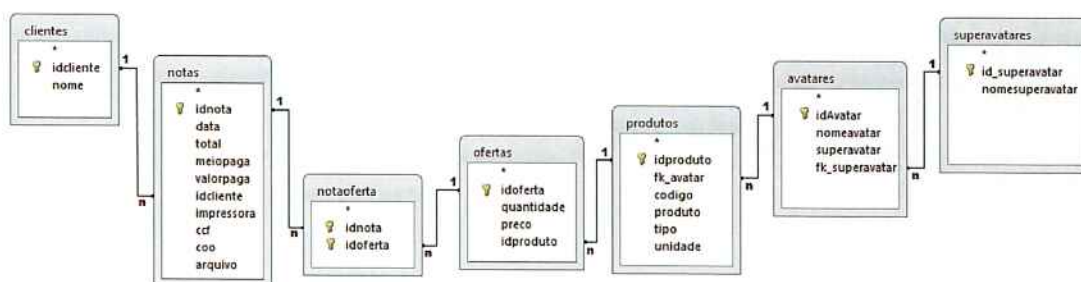 clientes
*
idcliente
nome
1
n
notas
*
idnota
data
total
meiopaga
valorpaga
idcliente
impressora
ccf
coo
arquivo
1
n
notaoferta
*
idnota
idoferta
1
n
ofertas
*
idoferta
quantidade
preco
idproduto
1
n
produtos
*
idproduto
fk_avatar
codigo
produto
tipo
unidade
1
n
avatares
*
idAvatar
nomeavatar
superavatar
fk_superavatar
1
n
superavatares
*
id_superavatar
nomesuperavatar